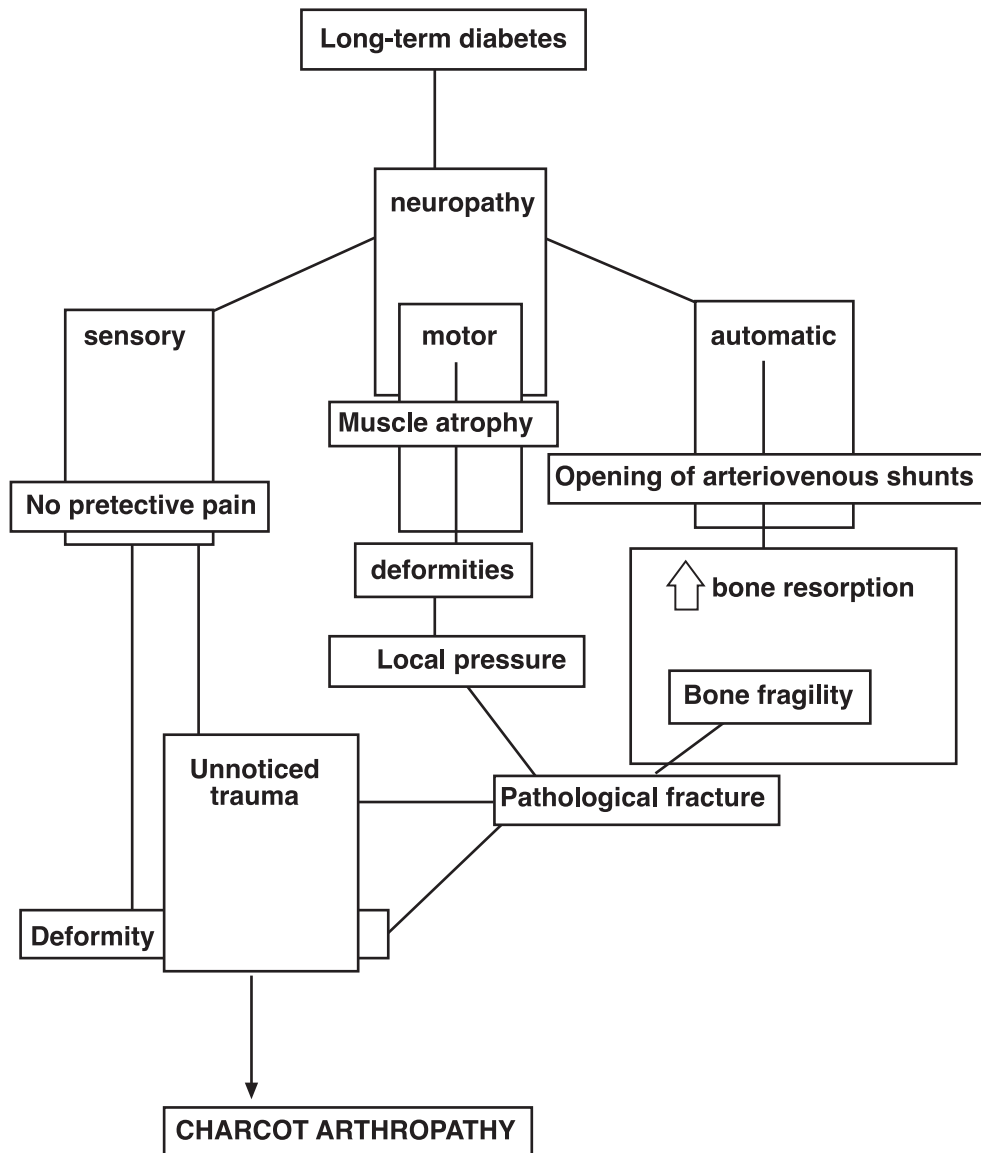 Long-term diabetes
neuropathy
sensory
motor
automatic
Muscle atrophy
No pretective pain
Opening of arteriovenous shunts
deformities
bone resorption
Local pressure
Bone fragility
Unnoticed
trauma
Pathological fracture
Deformity
CHARCOT ARTHROPATHY